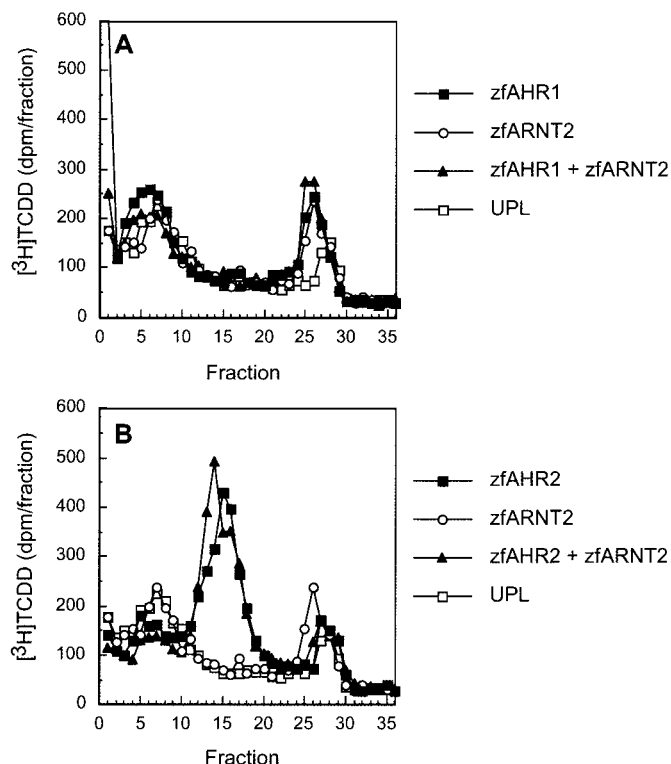 A
[³H]TCDD (dpm/fraction)
600
500
400
300
200
100
0
0 5 10 15 20 25 30 35
Fraction
zfAHR1
zfARNT2
zfAHR1 + zfARNT2
UPL
B
[³H]TCDD (dpm/fraction)
600
500
400
300
200
100
0
0 5 10 15 20 25 30 35
Fraction
zfAHR2
zfARNT2
zfAHR2 + zfARNT2
UPL